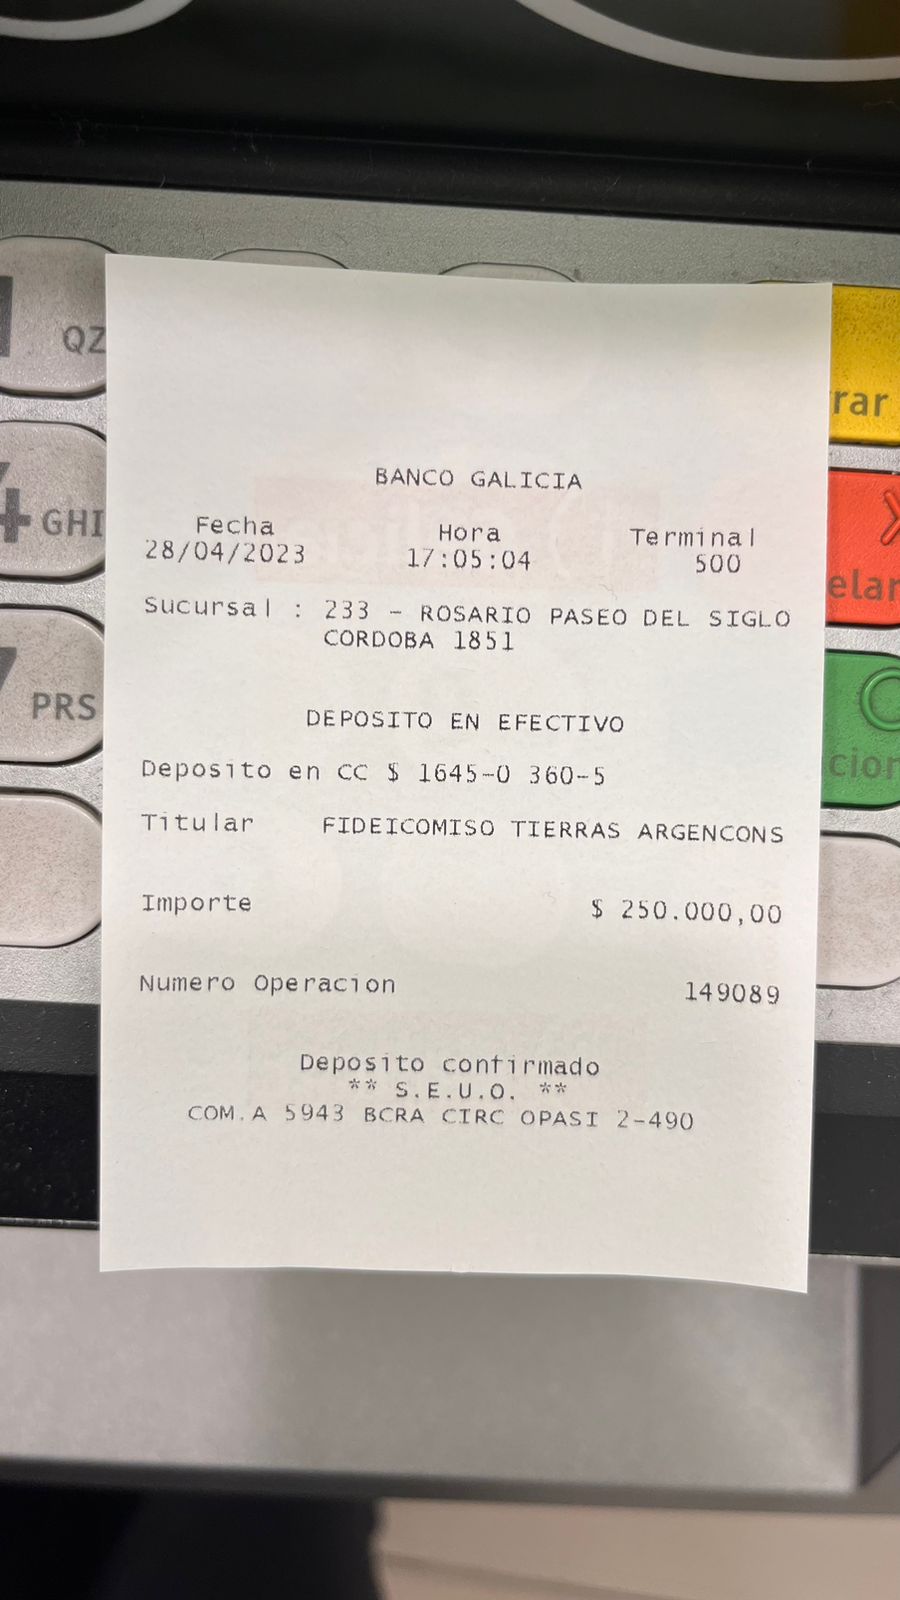 QZ
GHI
PRS
rar
elar
cion
BANCO GALICIA
Fecha Hora Terminal
28/04/2023 17:05:04 500
Sucursal : 233 - ROSARIO PASEO DEL SIGLO
CORDOBA 1851
DEPOSITO EN EFECTIVO
Deposito en CC $ 1645-0 360-5
Titular FIDEICOMISO TIERRAS ARGENCONS
Importe $ 250.000,00
Numero Operacion 149089
Deposito confirmado
** S.E.U.O. **
COM.A 5943 BCRA CIRC OPASI 2-490